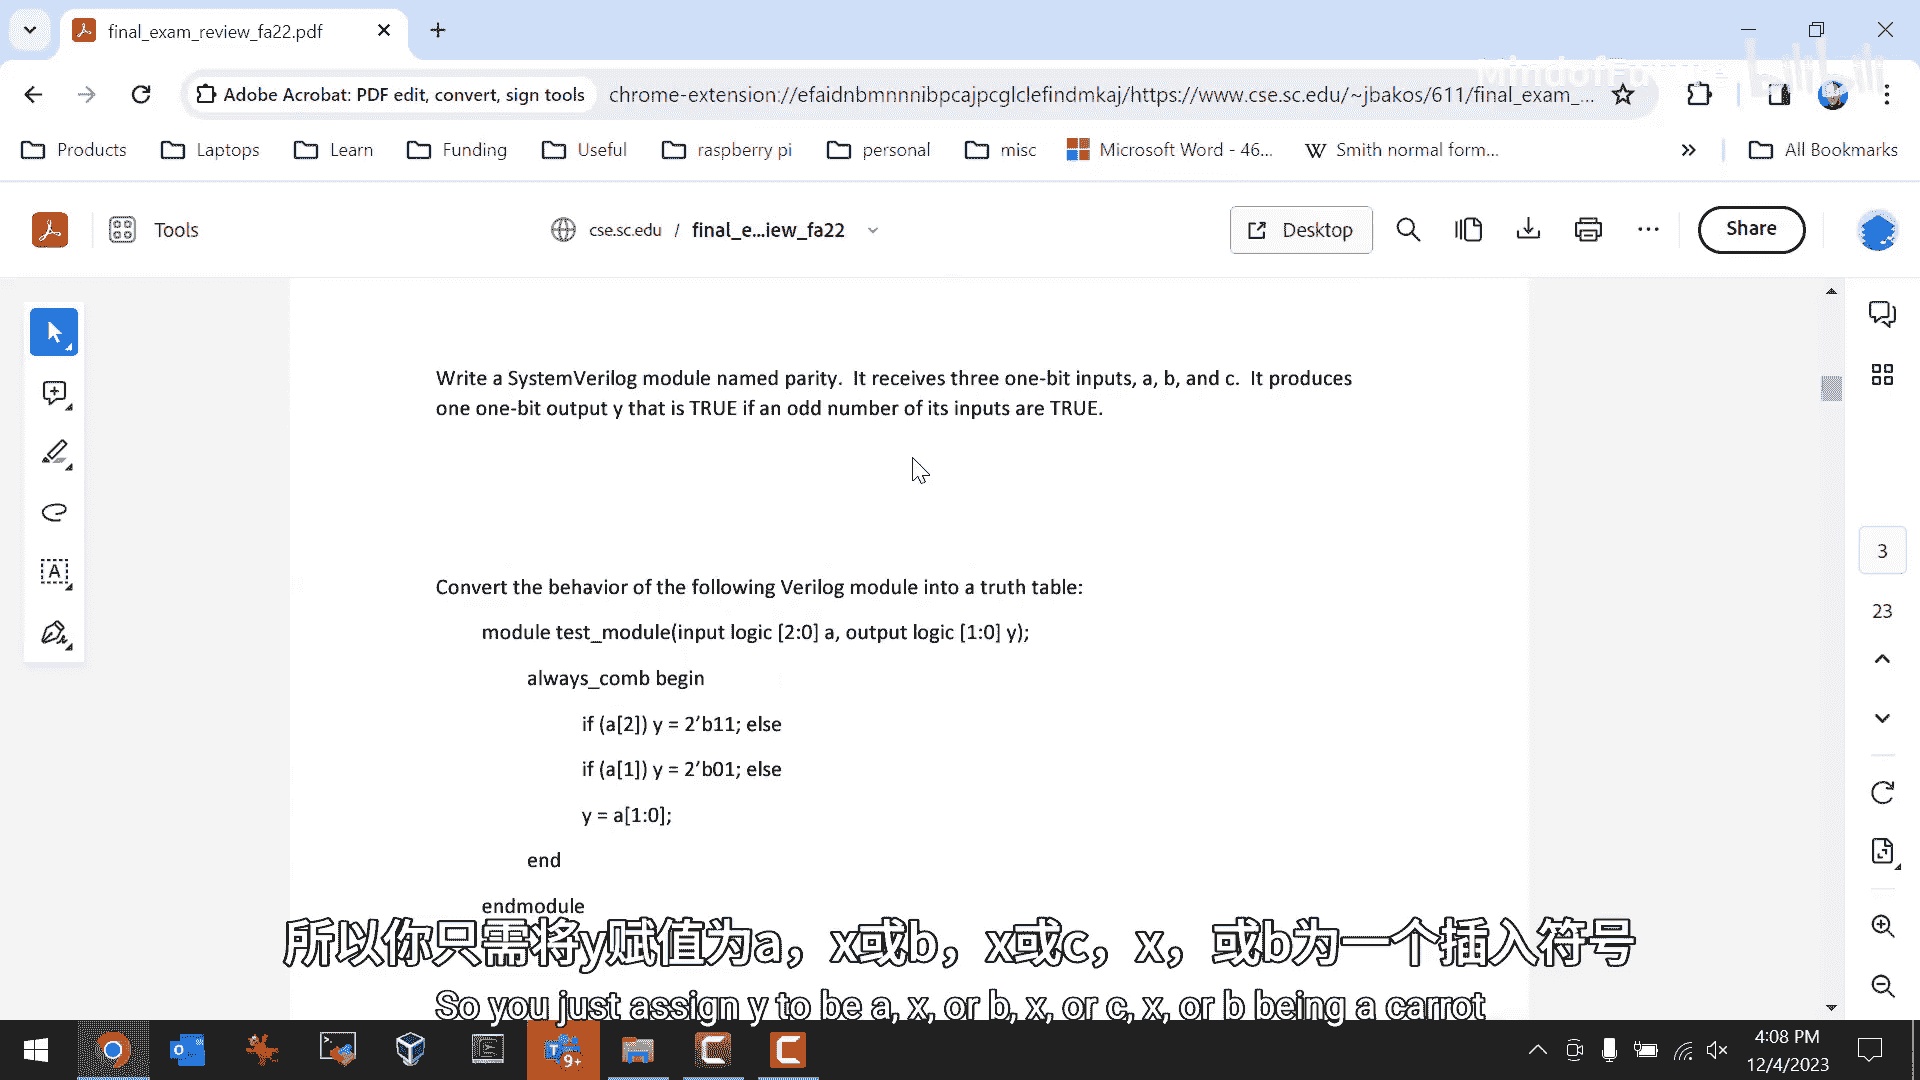 final_exam_review_fa22.pdf
MindofFuture bilibili
Adobe Acrobat: PDF edit, convert, sign tools
chrome-extension://efaidnbmnnnibpcajpcglclefindmkaj/https://www.cse.sc.edu/~jbakos/611/final_exam_...
Products Laptops Learn Funding Useful raspberry pi personal misc Microsoft Word - 46... Smith normal form... » All Bookmarks
Tools cse.sc.edu / final_e...iew_fa22 Desktop Share
Write a SystemVerilog module named parity. It receives three one-bit inputs, a, b, and c. It produces
one one-bit output y that is TRUE if an odd number of its inputs are TRUE.
3
Convert the behavior of the following Verilog module into a truth table:
23
module test_module(input logic [2:0] a, output logic [1:0] y);
always_comb begin
if (a[2]) y = 2’b11; else
if (a[1]) y = 2’b01; else
y = a[1:0];
end
endmodule
所以你只需将y赋值为a，x或b，x或c，x，或b为一个插入符号
So you just assign y to be a, x, or b, x, or c, x, or b being a carrot
9+
4:08 PM
12/4/2023